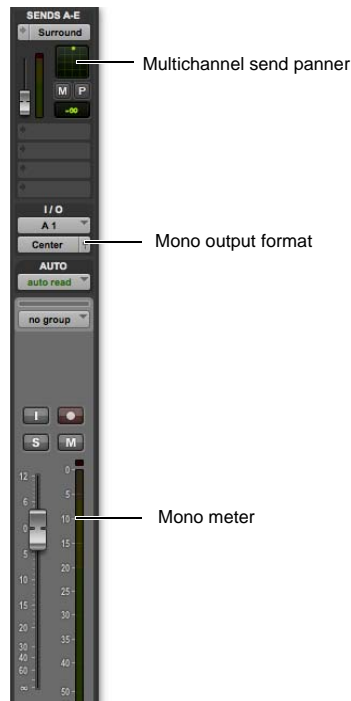 SENDS A-E
Surround
Multichannel send panner
M P
-∞
I / O
A 1
Mono output format
Center
AUTO
auto read
no group
I
S M
12
6
0
5
10
15
20
30
40
60
∞
0
5
10
15
20
25
30
35
40
50
Mono meter